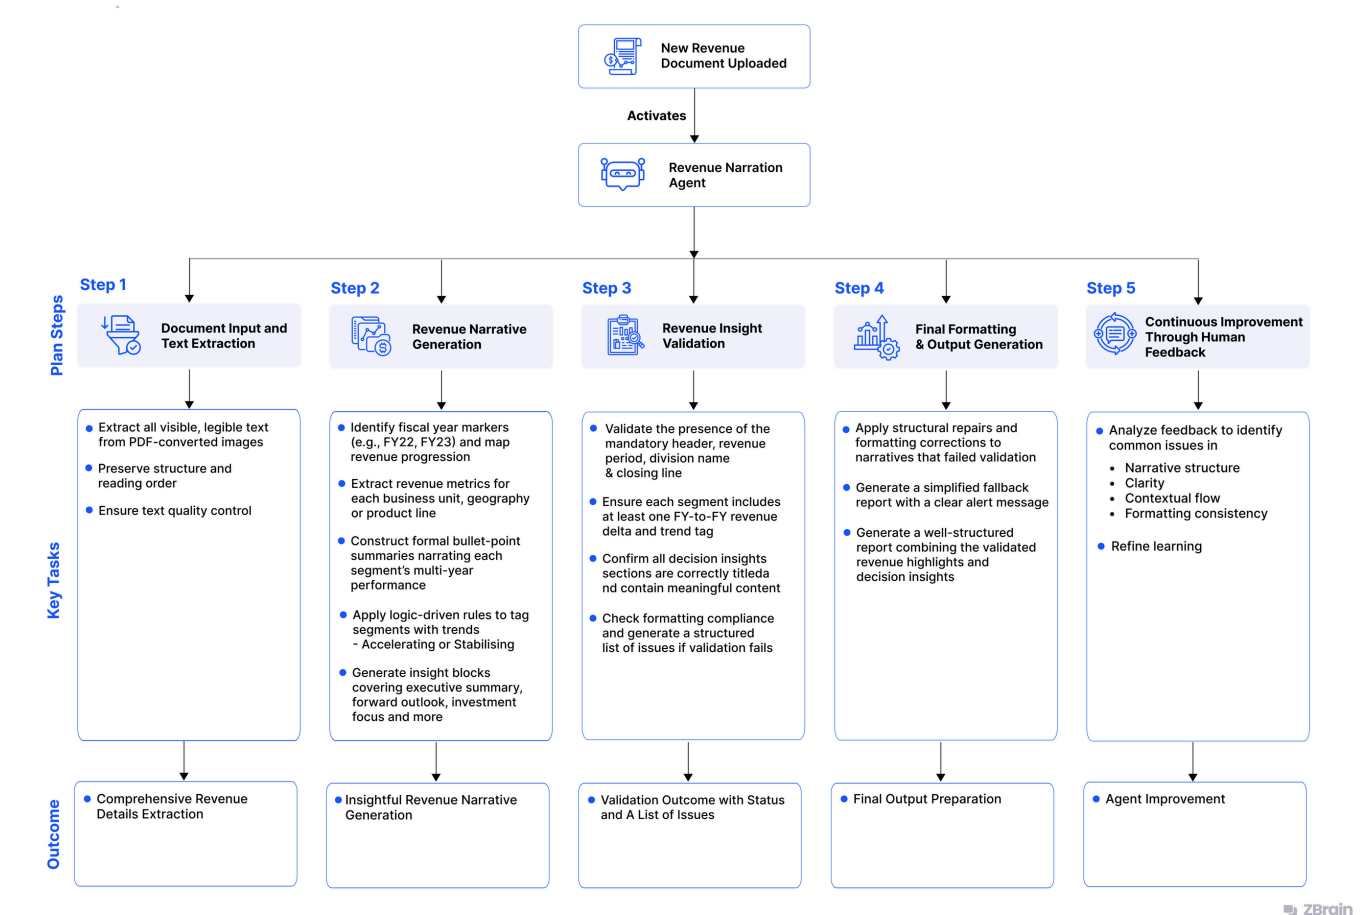 New Revenue
Document Uploaded
Activates
Revenue Narration
Agent
Plan Steps
Step 1
Document Input and
Text Extraction
Step 2
Revenue Narrative
Generation
Step 3
Revenue Insight
Validation
Step 4
Final Formatting
& Output Generation
Step 5
Continuous Improvement
Through Human
Feedback
Key Tasks
Extract all visible, legible text
from PDF-converted images
Preserve structure and
reading order
Ensure text quality control
Identify fiscal year markers
(e.g., FY22, FY23) and map
revenue progression
Extract revenue metrics for
each business unit, geography
or product line
Construct formal bullet-point
summaries narrating each
segment's multi-year
performance
Apply logic-driven rules to tag
segments with trends
- Accelerating or Stabilising
Generate insight blocks
covering executive summary,
forward outlook, investment
focus and more
Validate the presence of the
mandatory header, revenue
period, division name
& closing line
Ensure each segment includes
at least one FY-to-FY revenue
delta and trend tag
Confirm all decision insights
sections are correctly titleda
nd contain meaningful content
Check formatting compliance
and generate a structured
list of issues if validation fails
Apply structural repairs and
formatting corrections to
narratives that failed validation
Generate a simplified fallback
report with a clear alert message
Generate a well-structured
report combining the validated
revenue highlights and
decision insights
Analyze feedback to identify
common issues in
Narrative structure
Clarity
Contextual flow
Formatting consistency
Refine learning
Outcome
Comprehensive Revenue
Details Extraction
Insightful Revenue Narrative
Generation
Validation Outcome with Status
and A List of Issues
Final Output Preparation
Agent Improvement
ZBrain